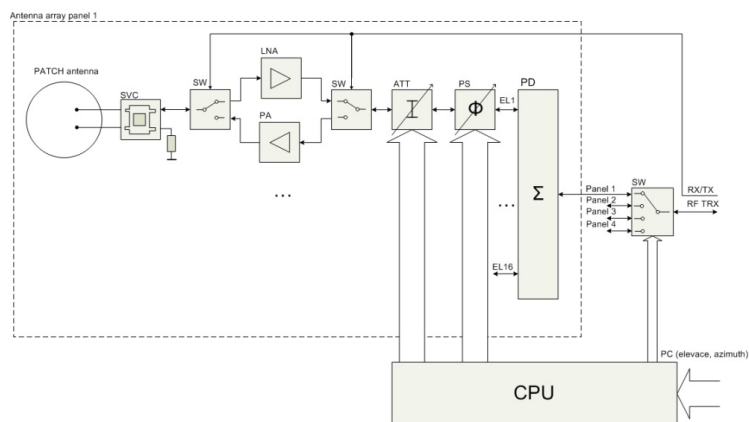 Antenna array panel 1
PATCH antenna
SVC
SW
LNA
PA
SW
ATT
PS
Φ
PD
EL1
Σ
EL16
...
...
Panel 1
Panel 2
Panel 3
Panel 4
SW
RX/TX
RF TRX
PC (elevace, azimuth)
CPU